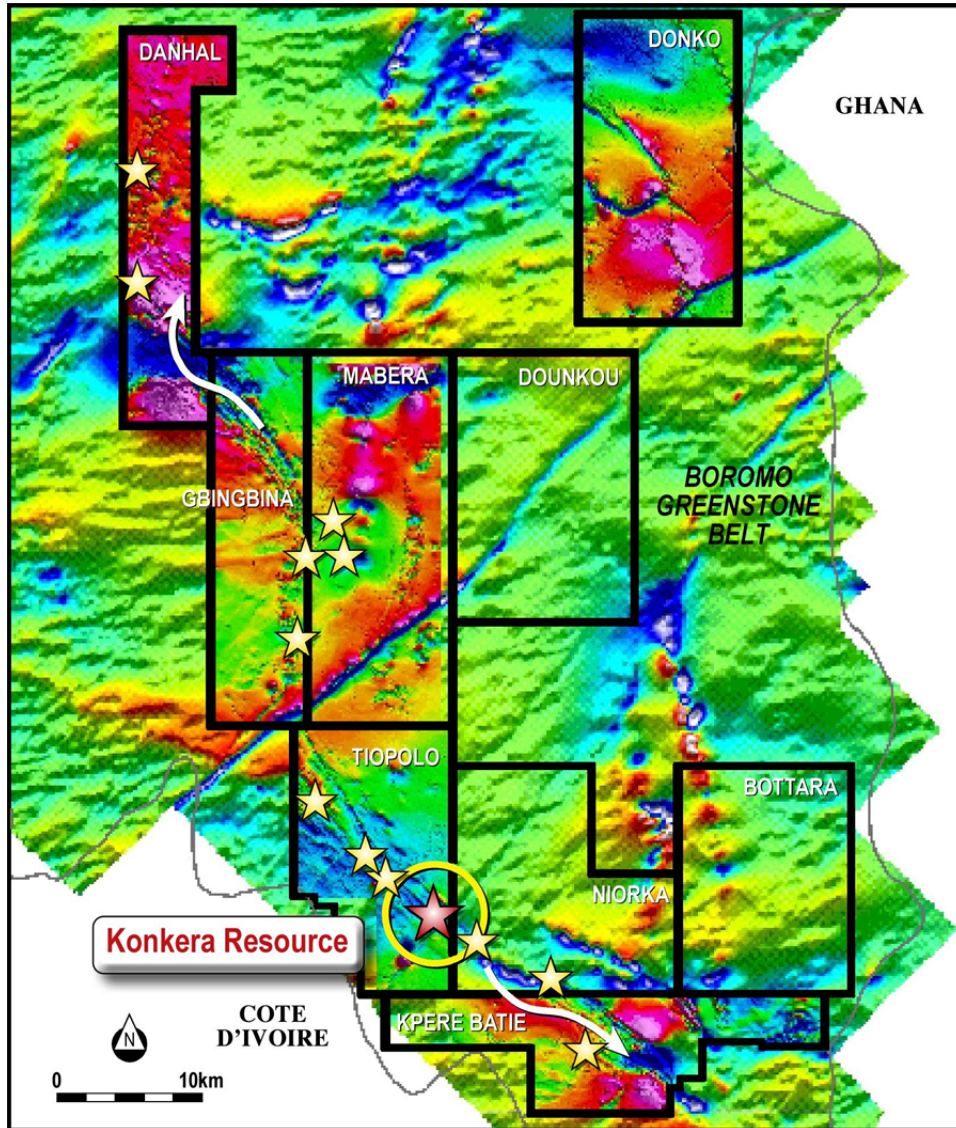 DANHAL
DONKO
GHANA
MABERA
DOUNKOU
GBINGBINA
BOROMO
GREENSTONE
BELT
TIOPOLO
BOTTARA
NIORKA
Konkera Resource
KPERE BATIE
COTE
D'IVOIRE
N
0 10km